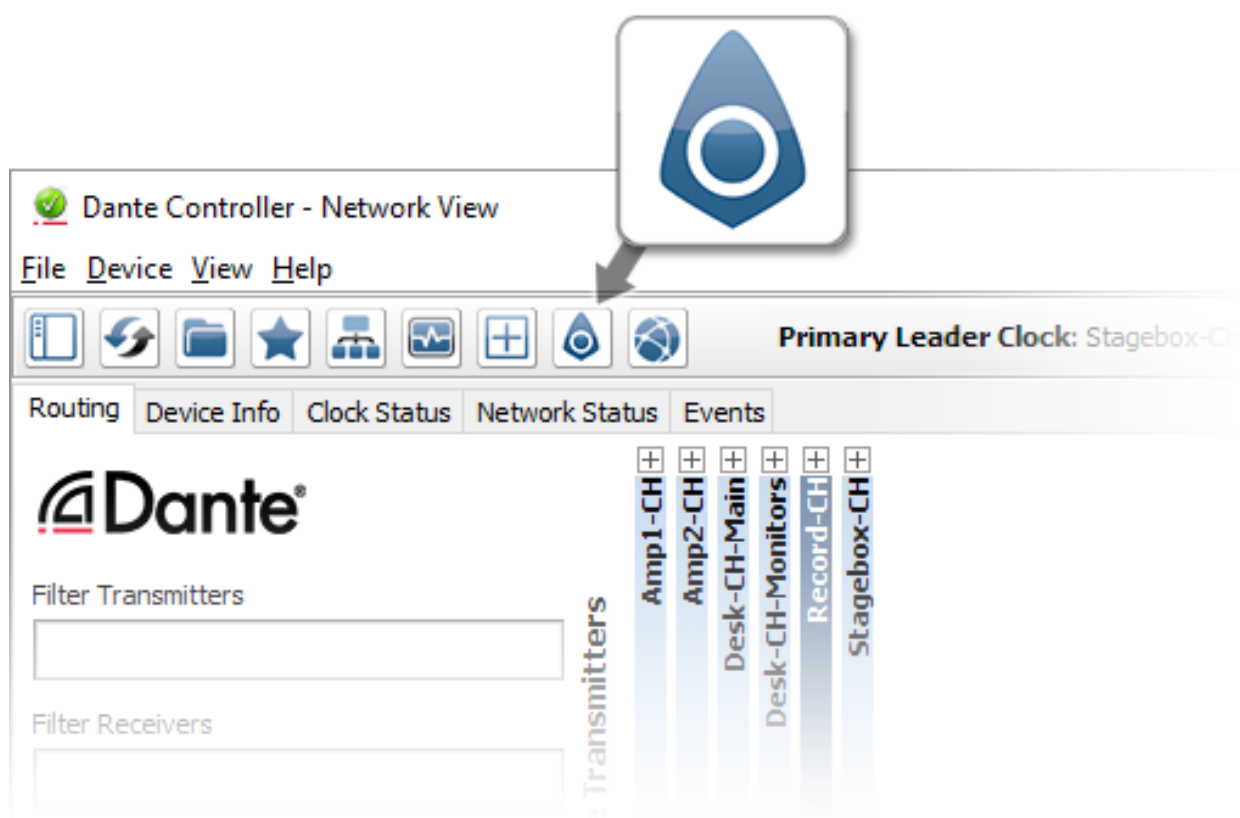 Dante Controller - Network View
File Device View Help
Primary Leader Clock: Stagebox-CH
Routing Device Info Clock Status Network Status Events
Dante®
Filter Transmitters
Filter Receivers
Transmitters
Amp1-CH
Amp2-CH
Desk-CH-Main
Desk-CH-Monitors
Record-CH
Stagebox-CH